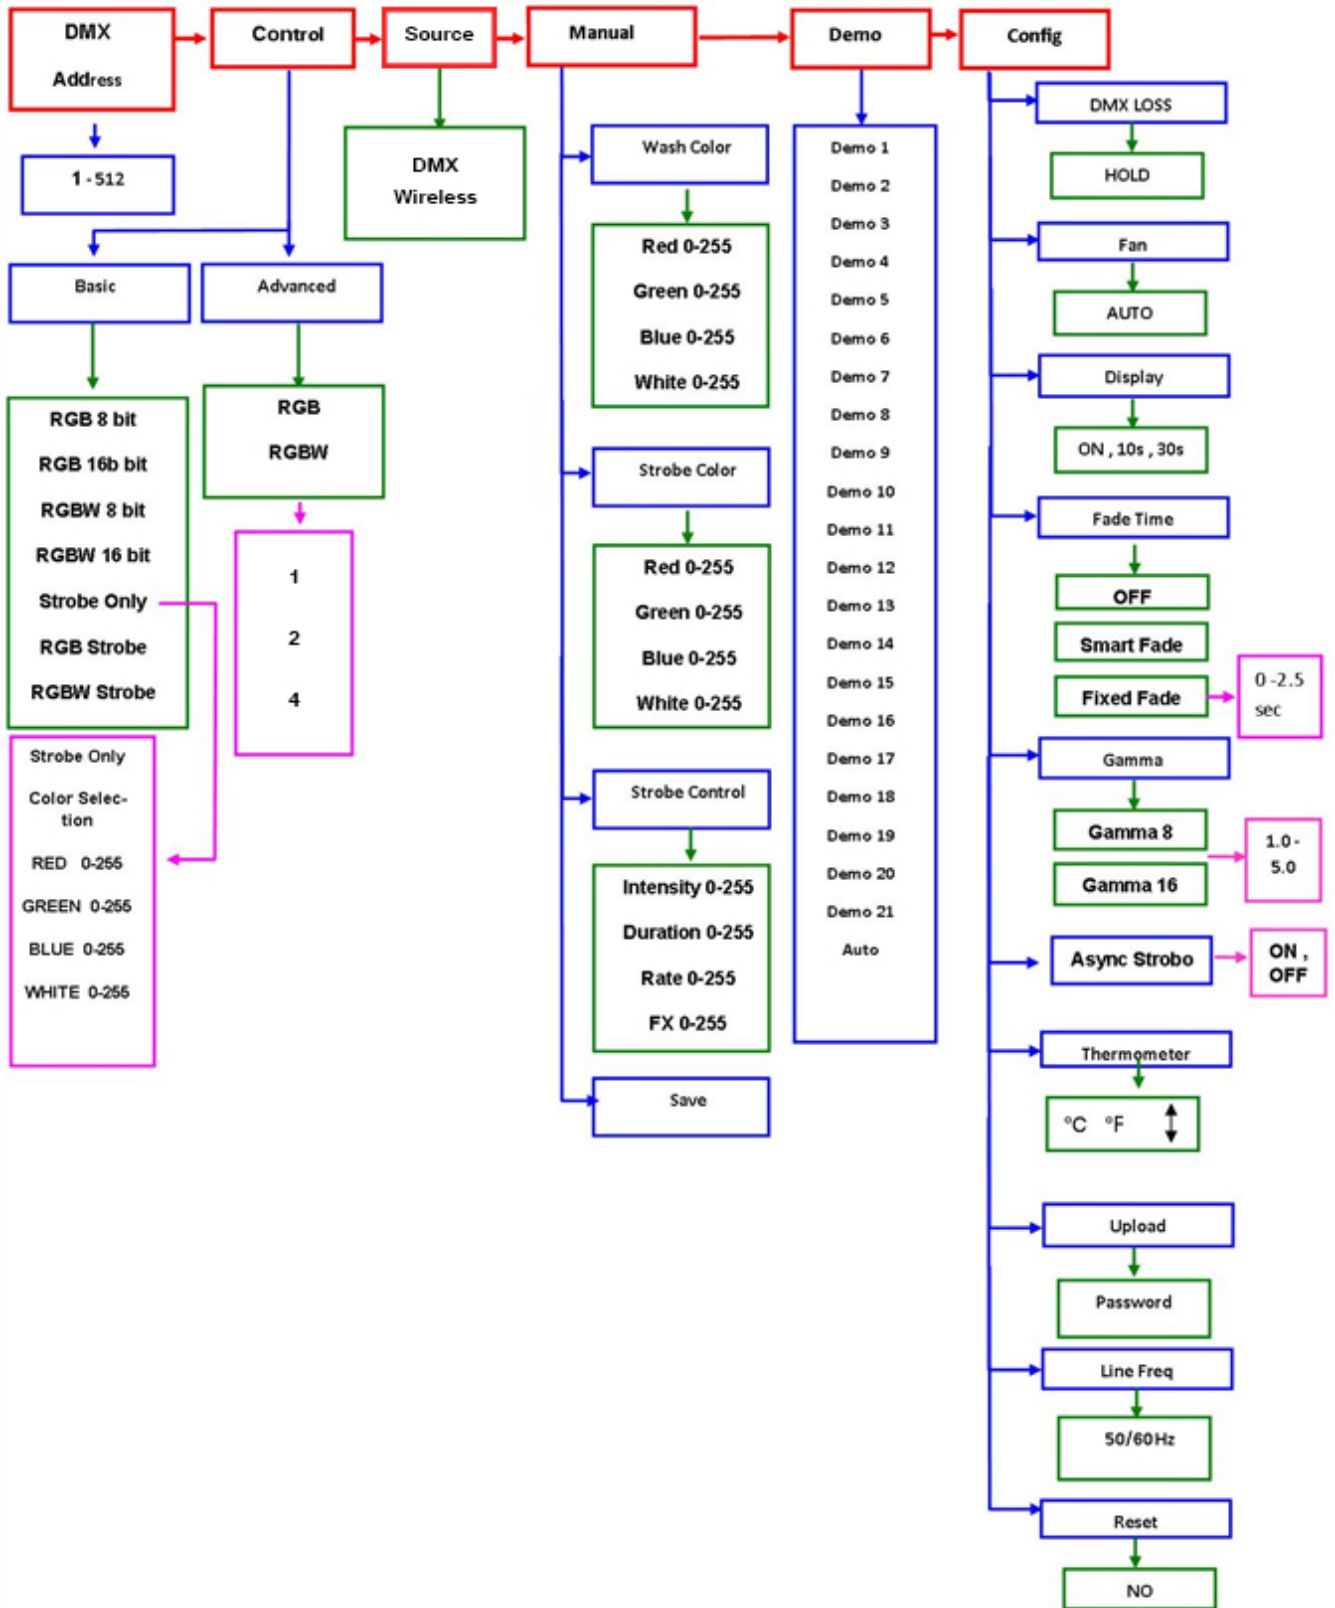 DMX
Address
Control
Source
Manual
Demo
Config
1 - 512
Basic
Advanced
RGB 8 bit
RGB 16b bit
RGBW 8 bit
RGBW 16 bit
Strobe Only
RGB Strobe
RGBW Strobe
Strobe Only
Color Selec-
tion
RED 0-255
GREEN 0-255
BLUE 0-255
WHITE 0-255
RGB
RGBW
1
2
4
DMX
Wireless
Wash Color
Red 0-255
Green 0-255
Blue 0-255
White 0-255
Strobe Color
Red 0-255
Green 0-255
Blue 0-255
White 0-255
Strobe Control
Intensity 0-255
Duration 0-255
Rate 0-255
FX 0-255
Save
Demo 1
Demo 2
Demo 3
Demo 4
Demo 5
Demo 6
Demo 7
Demo 8
Demo 9
Demo 10
Demo 11
Demo 12
Demo 13
Demo 14
Demo 15
Demo 16
Demo 17
Demo 18
Demo 19
Demo 20
Demo 21
Auto
DMX LOSS
HOLD
Fan
AUTO
Display
ON , 10s , 30s
Fade Time
OFF
Smart Fade
Fixed Fade
0 -2.5
sec
Gamma
Gamma 8
Gamma 16
1.0 -
5.0
Async Strobo
ON ,
OFF
Thermometer
°C °F
Upload
Password
Line Freq
50/60Hz
Reset
NO